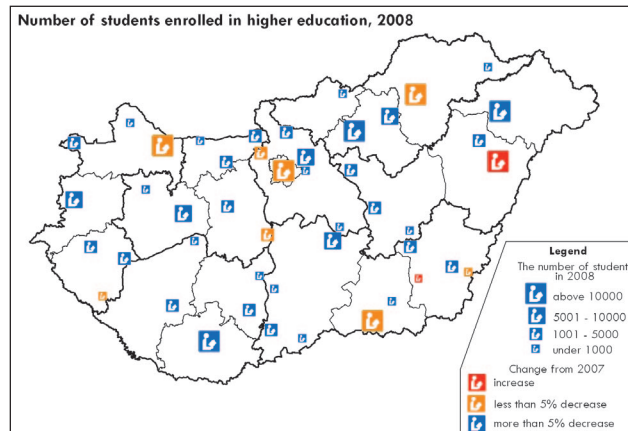 Number of students enrolled in higher education, 2008
Legend
The number of student
in 2008
above 10000
5001 - 10000
1001 - 5000
under 1000
Change from 2007
increase
less than 5% decrease
more than 5% decrease